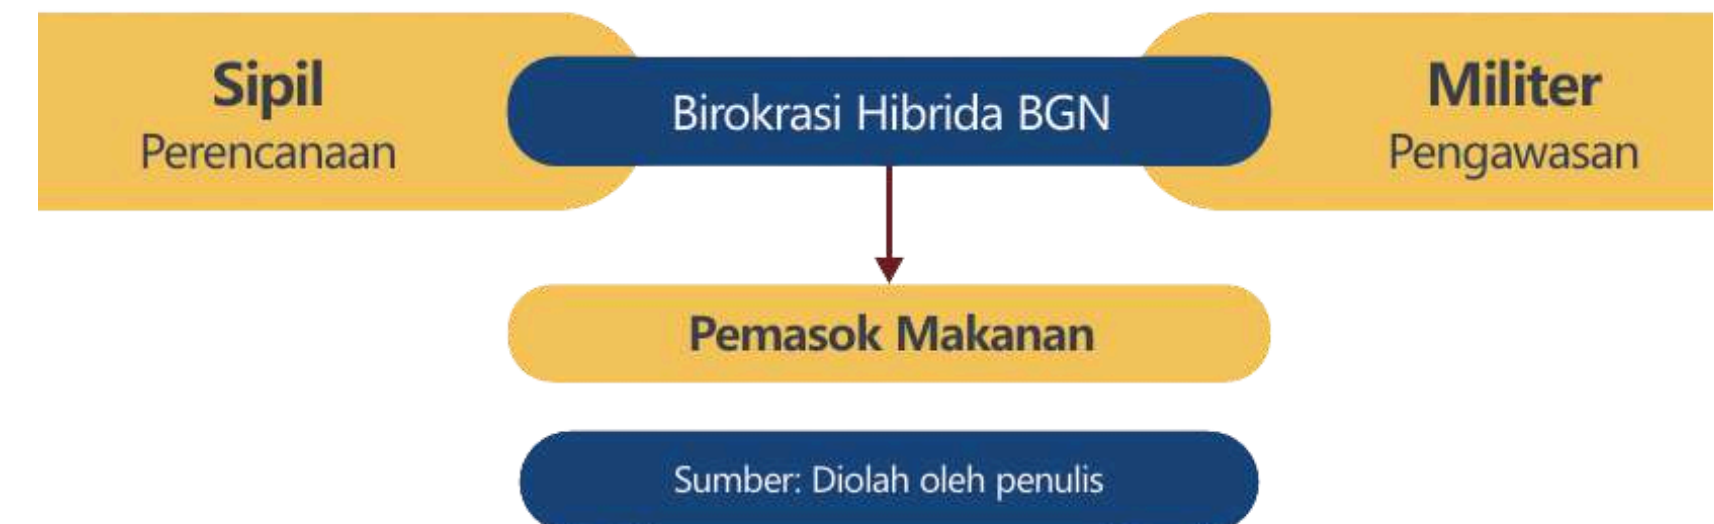 Sipil
Perencanaan
Birokrasi Hibrida BGN
Militer
Pengawasan
Pemasok Makanan
Sumber: Diolah oleh penulis